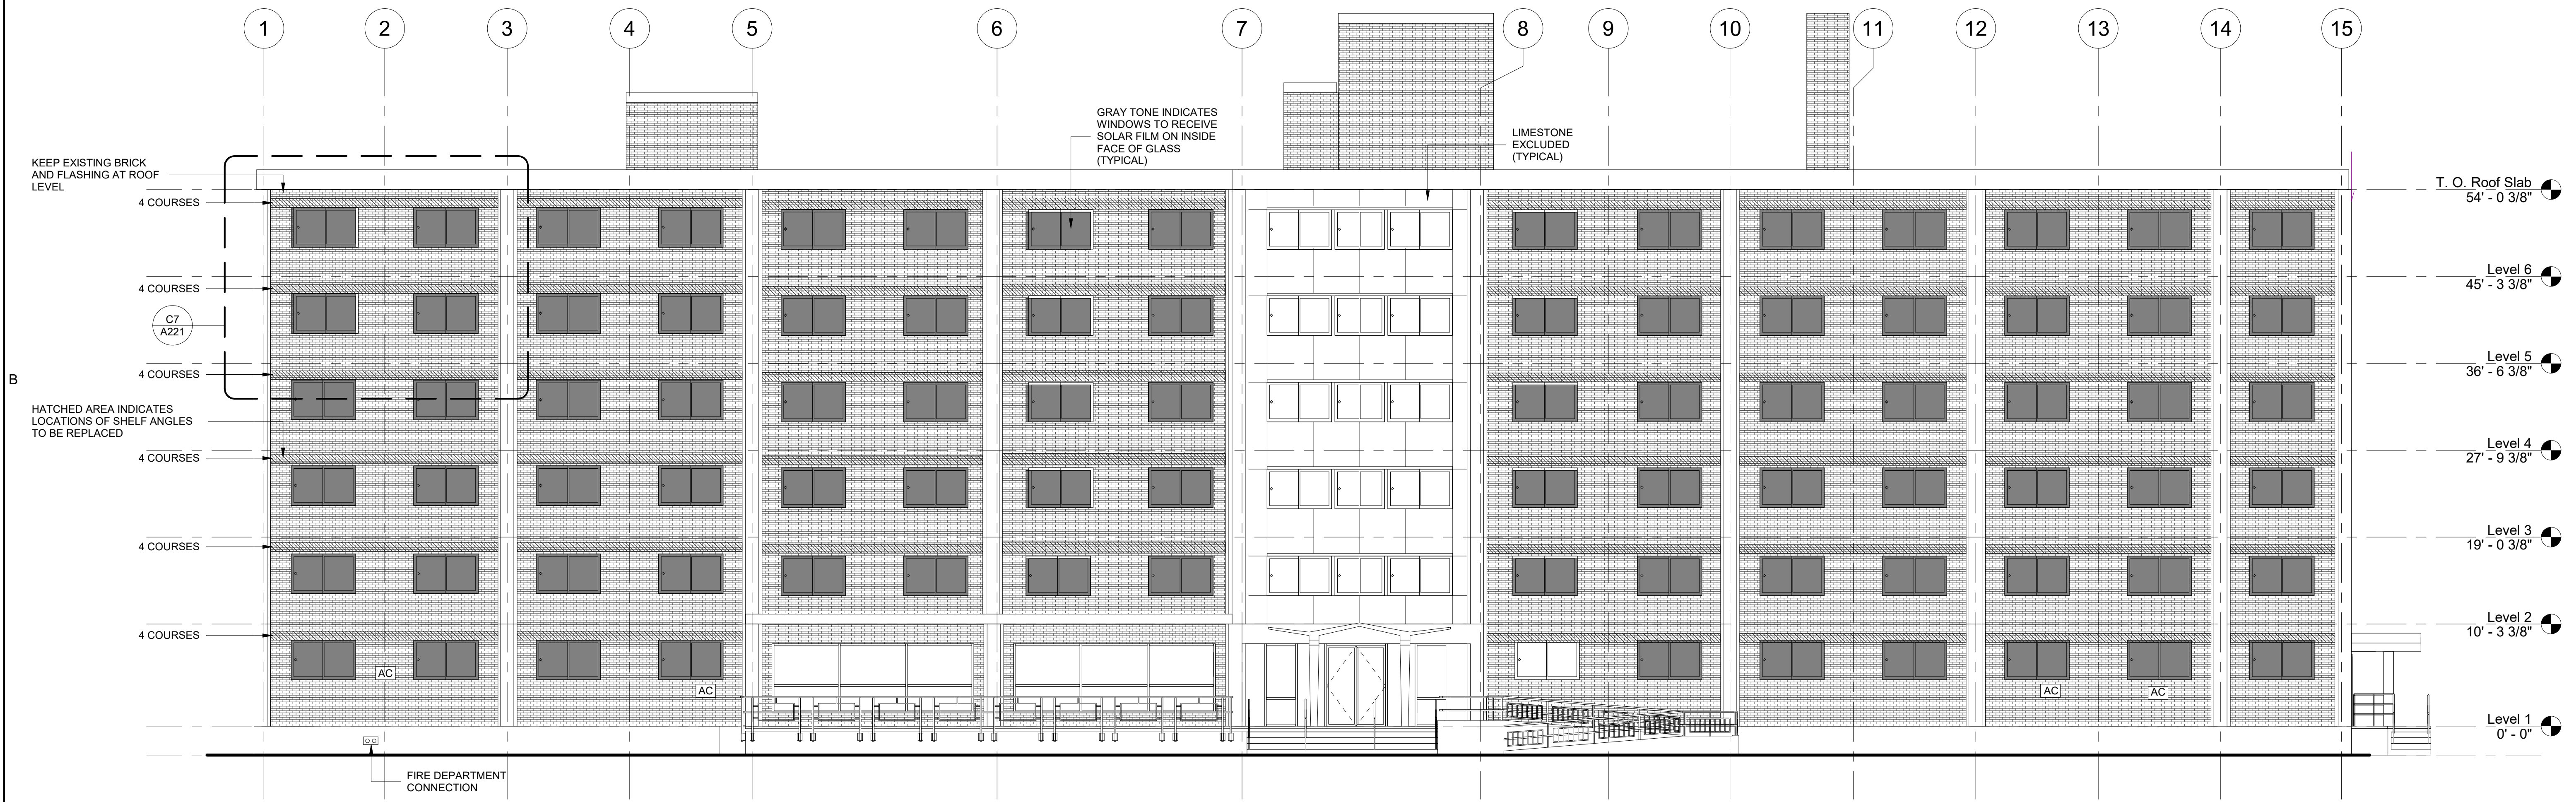 1
2
3
4
5
6
7
8
9
10
11
12
13
14
15
GRAY TONE INDICATES
WINDOWS TO RECEIVE
SOLAR FILM ON INSIDE
FACE OF GLASS
(TYPICAL)
LIMESTONE
EXCLUDED
(TYPICAL)
KEEP EXISTING BRICK
AND FLASHING AT ROOF
LEVEL
4 COURSES
T. O. Roof Slab
54' - 0 3/8"
Level 6
45' - 3 3/8"
4 COURSES
C7
A221
Level 5
36' - 6 3/8"
4 COURSES
B
HATCHED AREA INDICATES
LOCATIONS OF SHELF ANGLES
TO BE REPLACED
Level 4
27' - 9 3/8"
4 COURSES
Level 3
19' - 0 3/8"
4 COURSES
Level 2
10' - 3 3/8"
4 COURSES
AC
AC
AC
AC
Level 1
0' - 0"
FIRE DEPARTMENT
CONNECTION